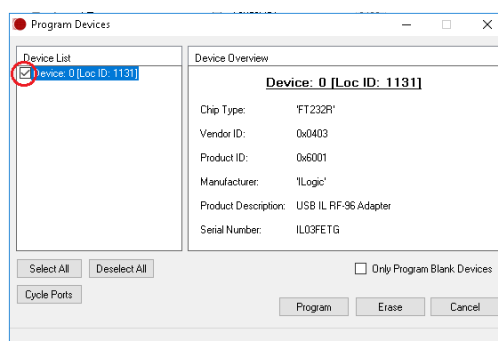 Program Devices
Device List
Device: 0 [Loc ID: 1131]
Device Overview
Device: 0 [Loc ID: 1131]
Chip Type: 'FT232R'
Vendor ID: 0x0403
Product ID: 0x6001
Manufacturer: 'ILogic'
Product Description: USB IL RF-96 Adapter
Serial Number: IL03FETG
Select All Deselect All
Only Program Blank Devices
Cycle Ports
Program Erase Cancel